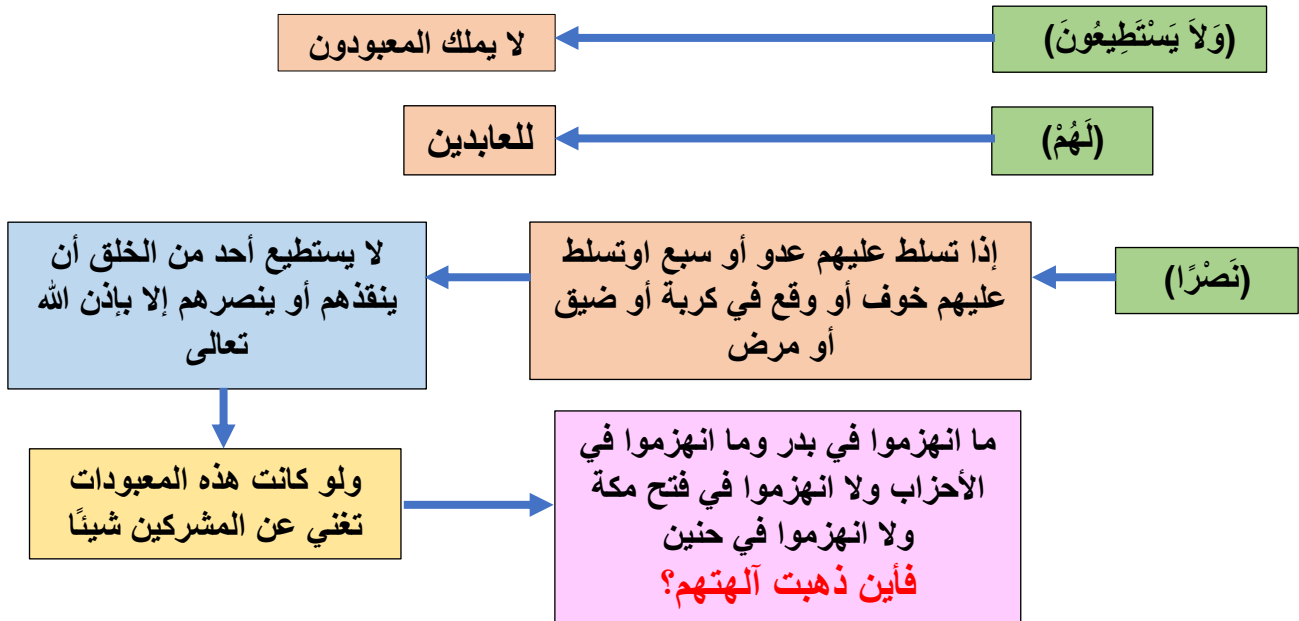 (وَلاَ يَسْتَطِيعُونَ)
لا يملك المعبودون
(لَهُمْ)
للعابدين
(نَصْرًا)
إذا تسلط عليهم عدو أو سبع اوتسلط
عليهم خوف أو وقع في كربة أو ضيق
أو مرض
لا يستطيع أحد من الخلق أن
ينقذهم أو ينصرهم إلا بإذن الله
تعالى
ولو كانت هذه المعبودات
تغني عن المشركين شيئًا
ما انهزموا في بدر وما انهزموا في
الأحزاب ولا انهزموا في فتح مكة
ولا انهزموا في حنين
فأين ذهبت آلهتهم؟